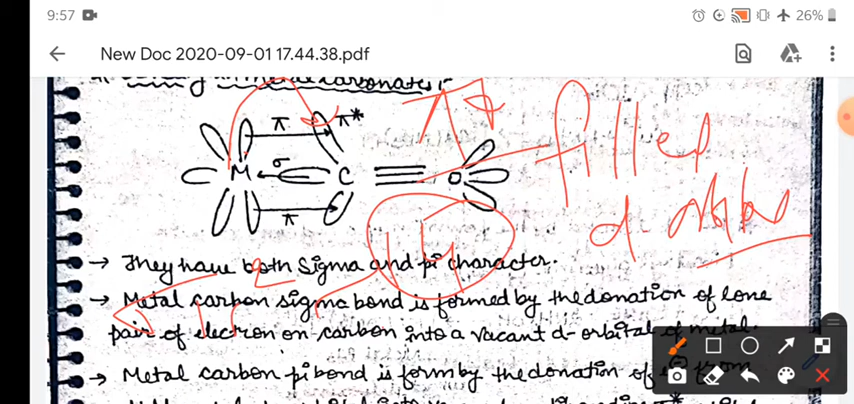 9:57 26%
New Doc 2020-09-01 17.44.38.pdf
π π*
M σ C O
π
filled
d-orbital
→ They have both Sigma and pi character.
→ Metal carbon sigma bond is formed by the donation of lone
pair of electron on carbon into a vacant d-orbital of metal.
→ Metal carbon pi bond is form by the donation of e⊖ from